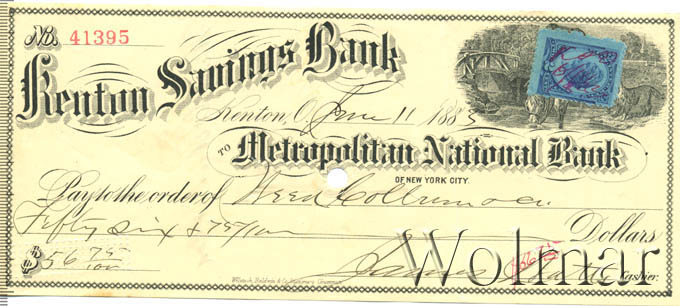 No. 41395
Kenton Savings Bank
Kenton, O. June 11 1883
TO Metropolitan National Bank
OF NEW YORK CITY.
Pay to the order of Weed
Fifty Six & 75/100 Dollars
$56 75/100
Cashier.
Wolmar